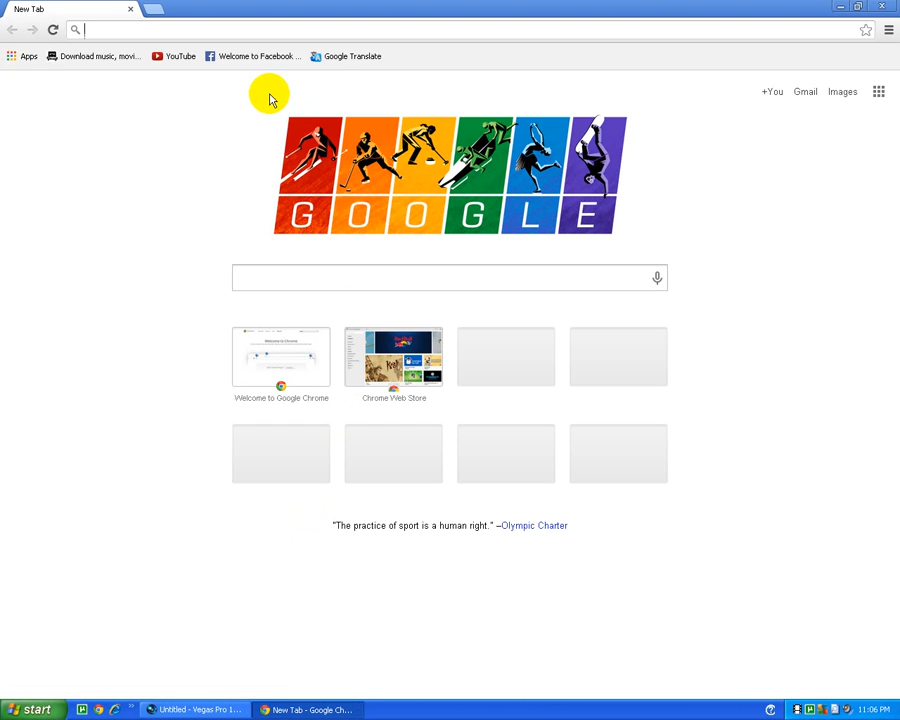 New Tab
Apps Download music, movi... YouTube Welcome to Facebook ... Google Translate
+You Gmail Images
GOOGLE
Welcome to Google Chrome Chrome Web Store
"The practice of sport is a human right." –Olympic Charter
start Untitled - Vegas Pro 1... New Tab - Google Ch... 11:06 PM